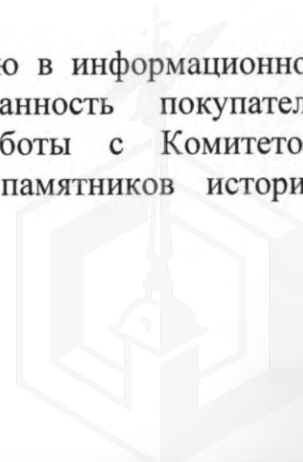 ю в информационно
анность покупател
боты с Комитето
памятников истори